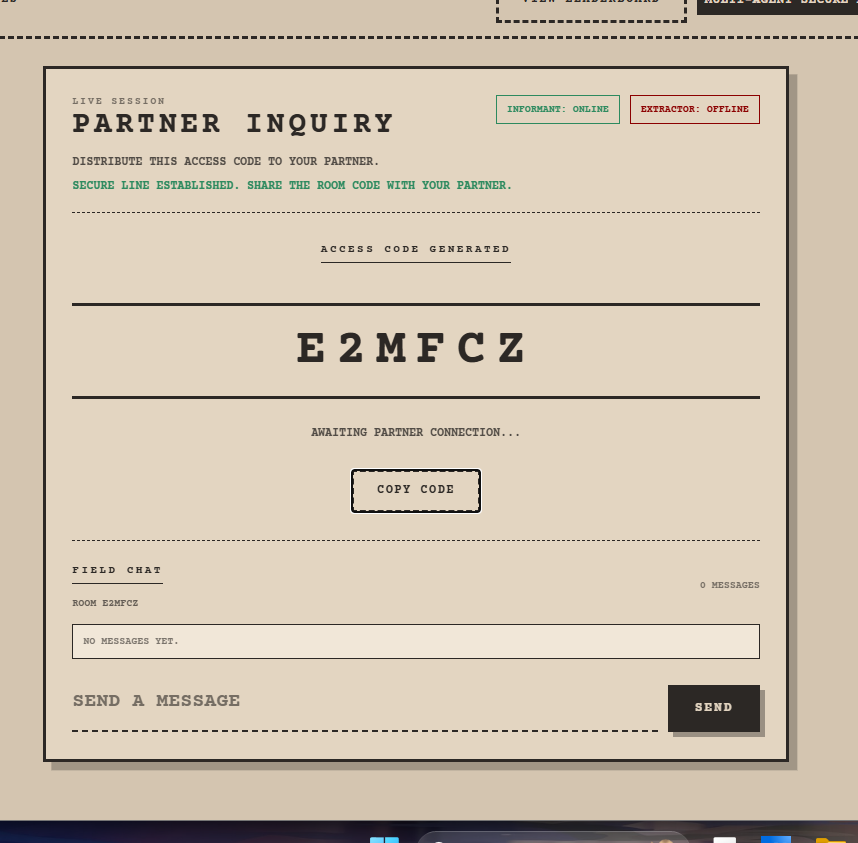 LIVE SESSION
PARTNER INQUIRY
INFORMANT: ONLINE
EXTRACTOR: OFFLINE
DISTRIBUTE THIS ACCESS CODE TO YOUR PARTNER.
SECURE LINE ESTABLISHED. SHARE THE ROOM CODE WITH YOUR PARTNER.
ACCESS CODE GENERATED
E2MFCZ
AWAITING PARTNER CONNECTION...
COPY CODE
FIELD CHAT
0 MESSAGES
ROOM E2MFCZ
NO MESSAGES YET.
SEND A MESSAGE
SEND